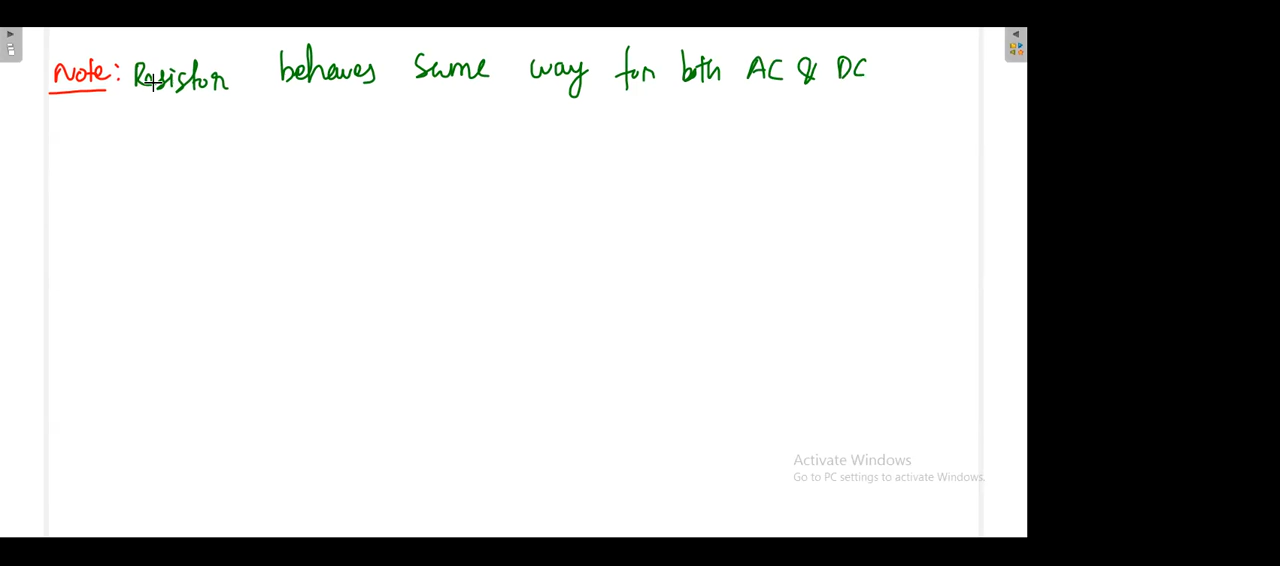 Note: Resistor behaves same way for both AC & DC
Activate Windows
Go to PC settings to activate Windows.